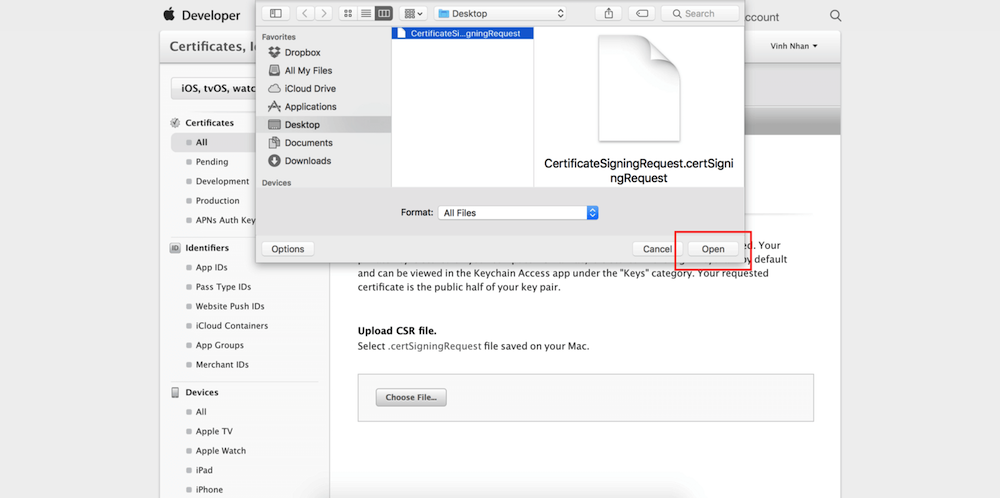 Developer
Desktop
Search
ccount
Certificates, I
Vinh Nhan
iOS, tvOS, watc
Certificates
All
Pending
Development
Production
APNs Auth Key
Identifiers
App IDs
Pass Type IDs
Website Push IDs
iCloud Containers
App Groups
Merchant IDs
Devices
All
Apple TV
Apple Watch
iPad
iPhone
Favorites
Dropbox
All My Files
iCloud Drive
Applications
Desktop
Documents
Downloads
Devices
CertificateSi...gningRequest
CertificateSigningRequest.certSigni
ngRequest
Format: All Files
Options
Cancel
Open
ed. Your
by default
and can be viewed in the Keychain Access app under the "Keys" category. Your requested
certificate is the public half of your key pair.
Upload CSR file.
Select .certSigningRequest file saved on your Mac.
Choose File...